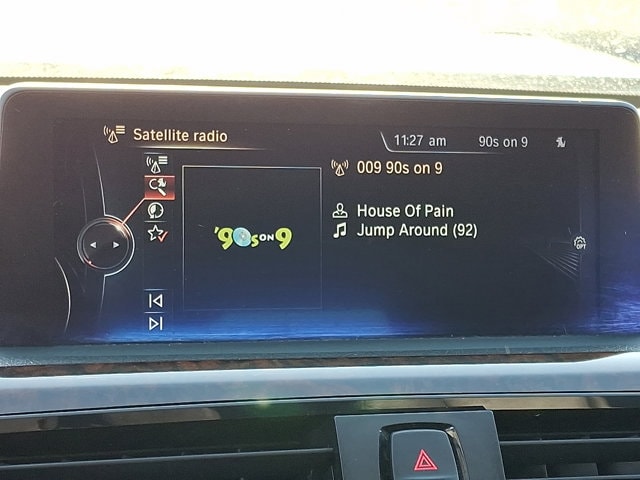 Satellite radio
11:27 am 90s on 9
009 90s on 9
House Of Pain
Jump Around (92)
'90s ON 9
OPT